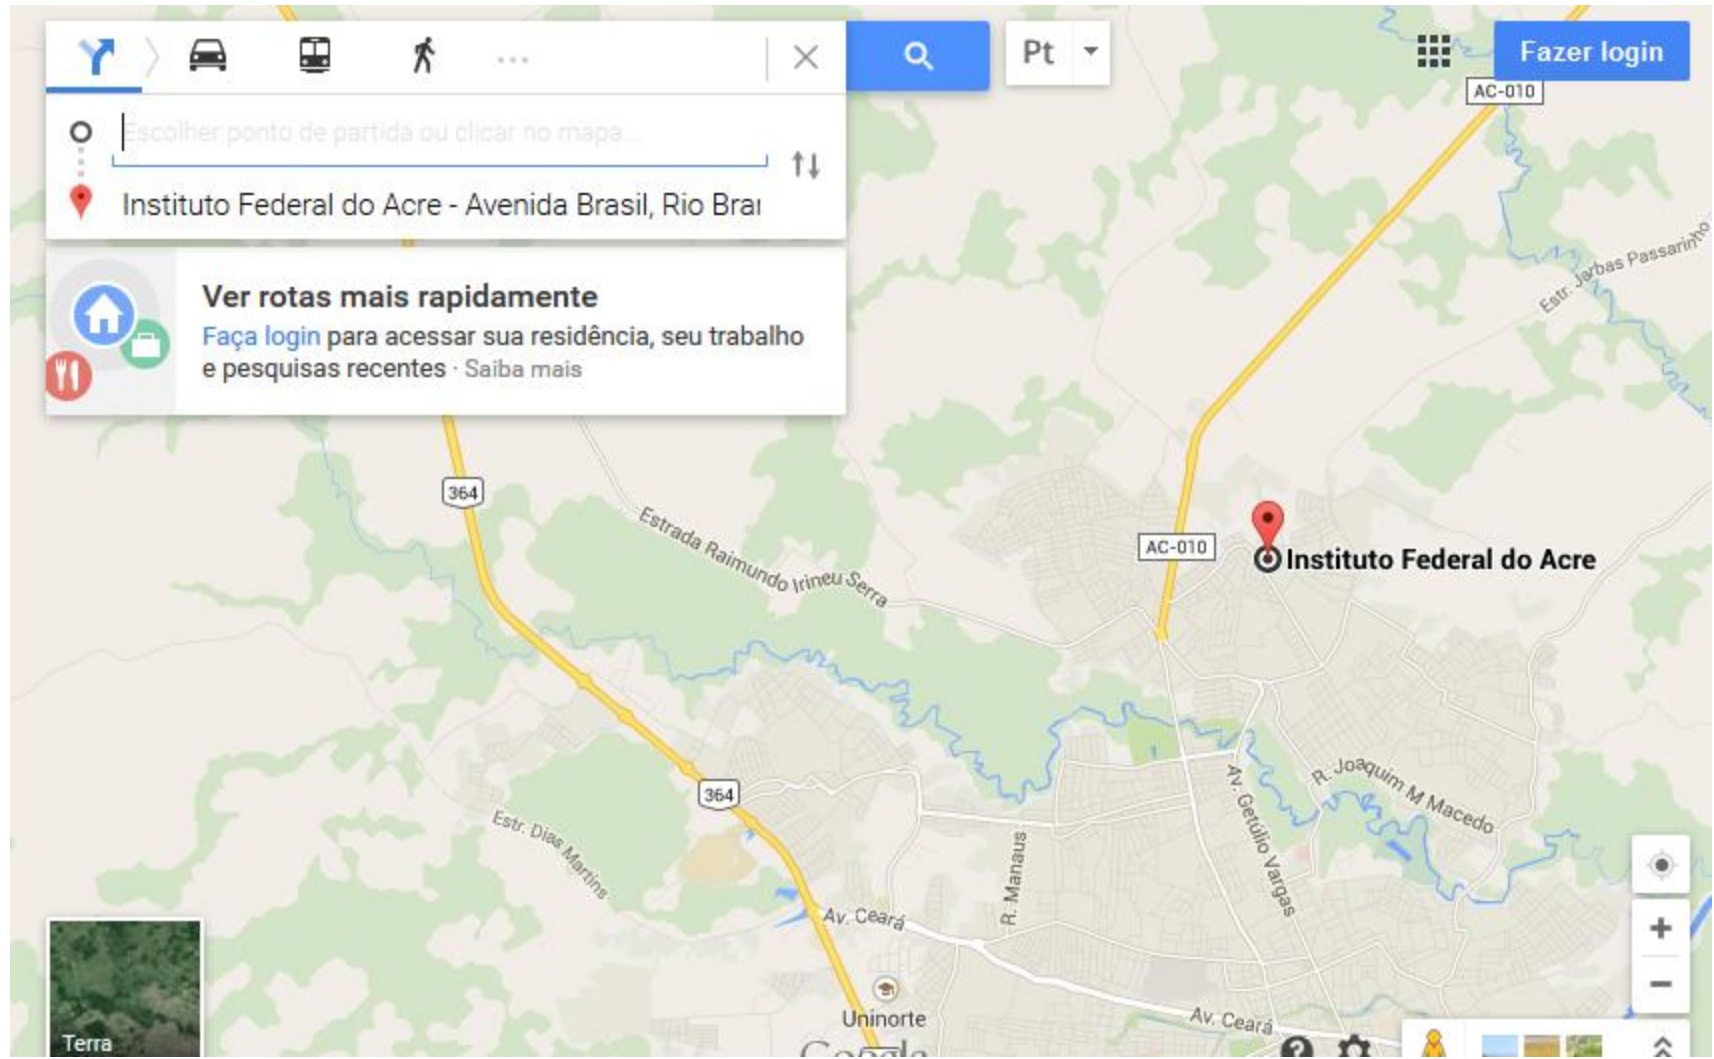 Pt
Fazer login
Escolher ponto de partida ou clicar no mapa...
Instituto Federal do Acre - Avenida Brasil, Rio Bran
Ver rotas mais rapidamente
Faça login para acessar sua residência, seu trabalho
e pesquisas recentes · Saiba mais
AC-010
Estr. Jarbas Passarinho
364
Estrada Raimundo Irineu Serra
AC-010
Instituto Federal do Acre
364
R. Joaquim M Macedo
Av. Getúlio Vargas
Estr. Dias Martins
R. Manaus
Av. Ceará
Uninorte
Av. Ceará
Terra
Google